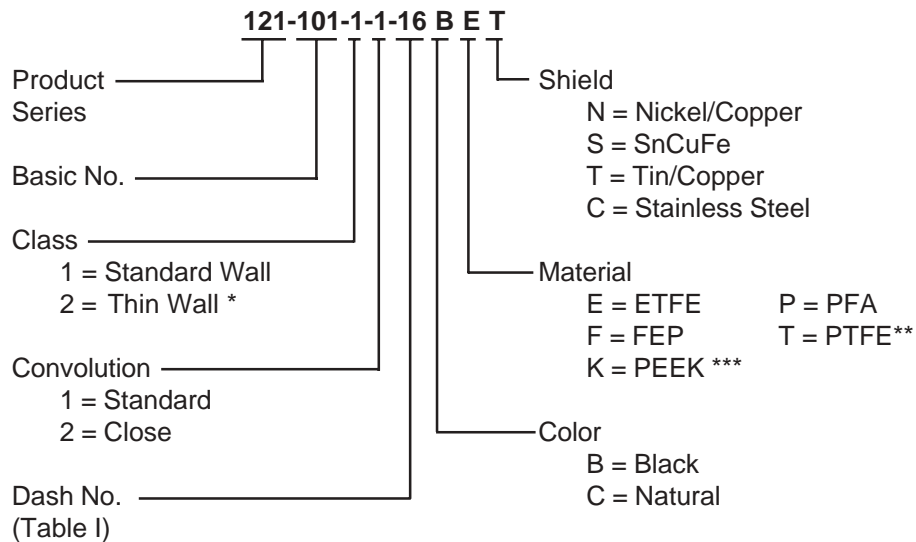 121-101-1-1-16 B E T
Product
Series
Basic No.
Class
1 = Standard Wall
2 = Thin Wall *
Convolution
1 = Standard
2 = Close
Dash No.
(Table I)
Shield
N = Nickel/Copper
S = SnCuFe
T = Tin/Copper
C = Stainless Steel
Material
E = ETFE P = PFA
F = FEP T = PTFE**
K = PEEK ***
Color
B = Black
C = Natural